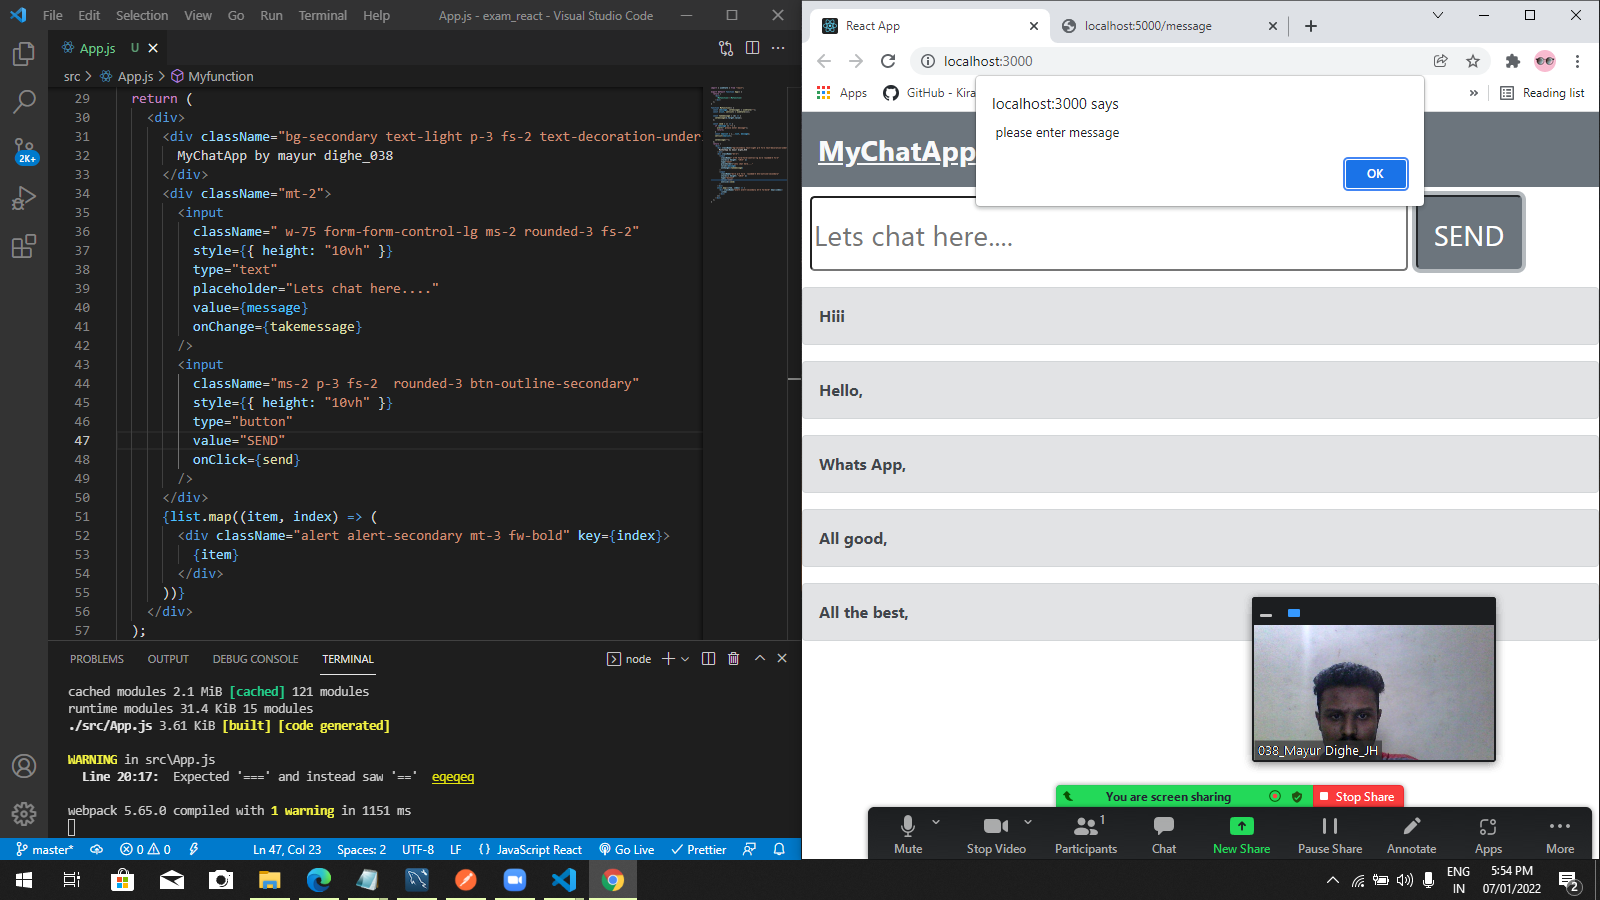 File Edit Selection View Go Run Terminal Help App.js - exam_react - Visual Studio Code
App.js U
src > App.js > Myfunction
29 return (
30 <div>
31 <div className="bg-secondary text-light p-3 fs-2 text-decoration-under
32 MyChatApp by mayur dighe_038
33 </div>
34 <div className="mt-2">
35 <input
36 className=" w-75 form-form-control-lg ms-2 rounded-3 fs-2"
37 style={{ height: "10vh" }}
38 type="text"
39 placeholder="Lets chat here...."
40 value={message}
41 onChange={takemessage}
42 />
43 <input
44 className="ms-2 p-3 fs-2  rounded-3 btn-outline-secondary"
45 style={{ height: "10vh" }}
46 type="button"
47 value="SEND"
48 onClick={send}
49 />
50 </div>
51 {list.map((item, index) => (
52 <div className="alert alert-secondary mt-3 fw-bold" key={index}>
53 {item}
54 </div>
55 ))}
56 </div>
57 );
PROBLEMS OUTPUT DEBUG CONSOLE TERMINAL node
cached modules 2.1 MiB [cached] 121 modules
runtime modules 31.4 KiB 15 modules
./src/App.js 3.61 KiB [built] [code generated]
WARNING in src\App.js
Line 20:17:  Expected '===' and instead saw '=='  eqeqeq
webpack 5.65.0 compiled with 1 warning in 1151 ms
2K+
master* 0 0 Ln 47, Col 23 Spaces: 2 UTF-8 LF {} JavaScript React Go Live Prettier
React App localhost:5000/message
localhost:3000
Apps GitHub - Kira » Reading list
localhost:3000 says
please enter message
OK
MyChatApp
Lets chat here.... SEND
Hiii
Hello,
Whats App,
All good,
All the best,
038_Mayur Dighe_JH
You are screen sharing Stop Share
1
Mute Stop Video Participants Chat New Share Pause Share Annotate Apps More
ENG 5:54 PM
IN 07/01/2022 2